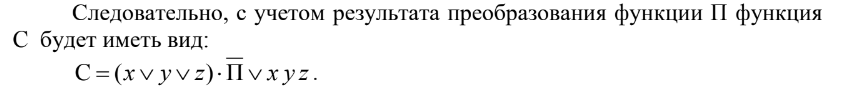 Следовательно, с учетом результата преобразования функции П функция
С будет иметь вид:
С = (x ∨ y ∨ z) · П̅ ∨ x y z .